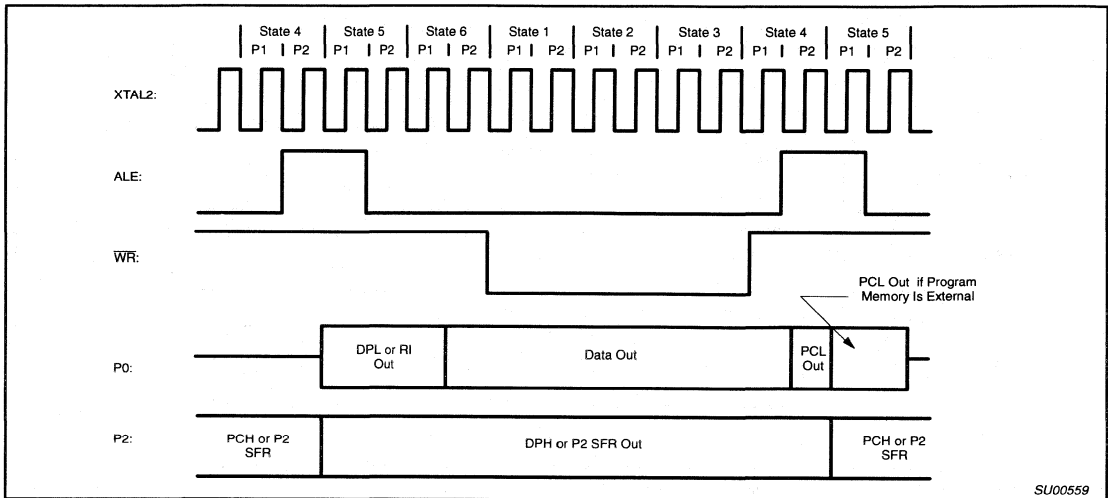 State 4 State 5 State 6 State 1 State 2 State 3 State 4 State 5
P1 P2 P1 P2 P1 P2 P1 P2 P1 P2 P1 P2 P1 P2 P1 P2
XTAL2:
ALE:
WR:
PCL Out if Program
Memory Is External
P0:
DPL or RI
Out
Data Out
PCL
Out
P2:
PCH or P2
SFR
DPH or P2 SFR Out
PCH or P2
SFR
SU00559